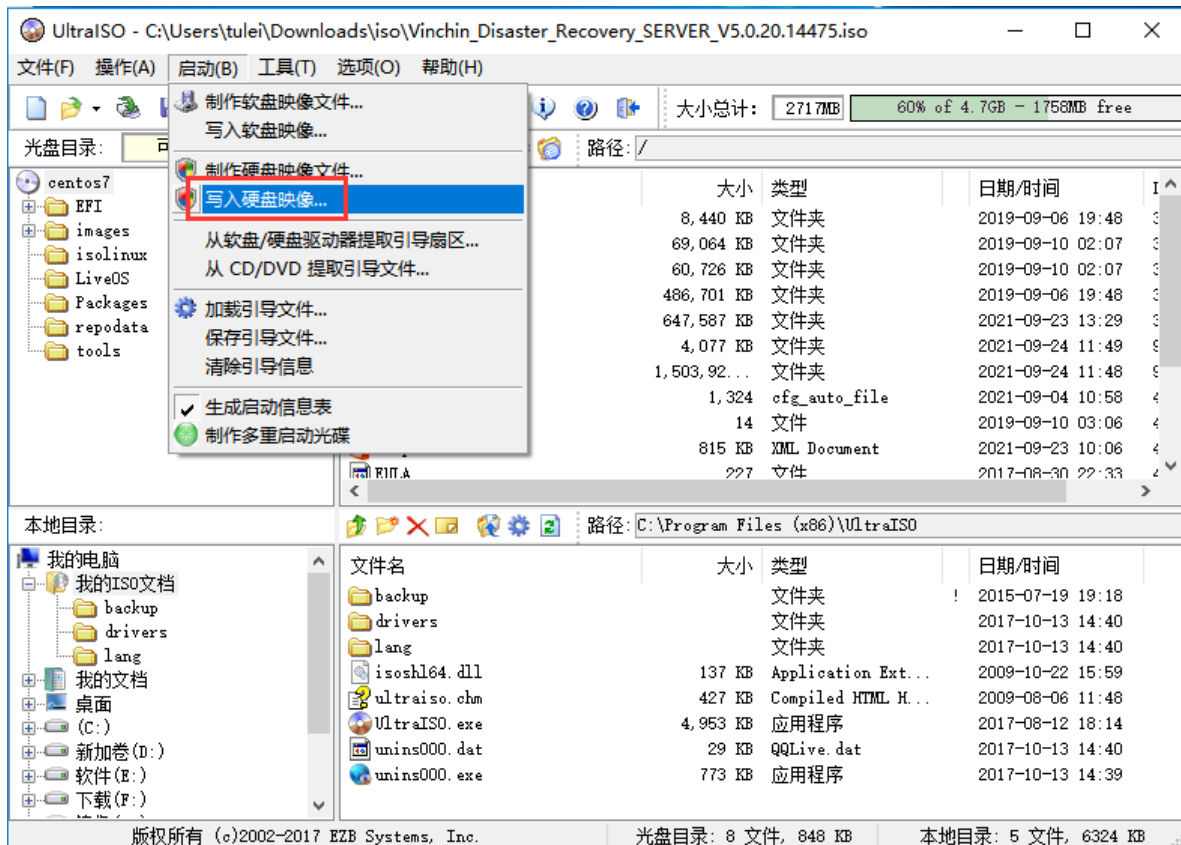 UltraISO - C:\Users\tulei\Downloads\iso\Vinchin_Disaster_Recovery_SERVER_V5.0.20.14475.iso
文件(F) 操作(A) 启动(B) 工具(T) 选项(O) 帮助(H)
大小总计: 2717MB 60% of 4.7GB - 1758MB free
光盘目录: 可 路径: /
制作软盘映像文件...
写入软盘映像...
制作硬盘映像文件...
写入硬盘映像...
从软盘/硬盘驱动器提取引导扇区...
从 CD/DVD 提取引导文件...
加载引导文件...
保存引导文件...
清除引导信息
生成启动信息表
制作多重启动光碟
centos7
EFI
images
isolinux
LiveOS
Packages
repodata
tools
大小 类型 日期/时间
8,440 KB 文件夹 2019-09-06 19:48
69,064 KB 文件夹 2019-09-10 02:07
60,726 KB 文件夹 2019-09-10 02:07
486,701 KB 文件夹 2019-09-06 19:48
647,587 KB 文件夹 2021-09-23 13:29
4,077 KB 文件夹 2021-09-24 11:49
1,503,92... 文件夹 2021-09-24 11:48
1,324 cfg_auto_file 2021-09-04 10:58
14 文件 2019-09-10 03:06
815 KB XML Document 2021-09-23 10:06
EULA 227 文件 2017-08-30 22:33
本地目录: 路径: C:\Program Files (x86)\UltraISO
我的电脑
我的ISO文档
backup
drivers
lang
我的文档
桌面
(C:)
新加卷(D:)
软件(E:)
下载(F:)
文件名 大小 类型 日期/时间
backup 文件夹 ! 2015-07-19 19:18
drivers 文件夹 2017-10-13 14:40
lang 文件夹 2017-10-13 14:40
isoshl64.dll 137 KB Application Ext... 2009-10-22 15:59
ultraiso.chm 427 KB Compiled HTML H... 2009-08-06 11:48
UltraISO.exe 4,953 KB 应用程序 2017-08-12 18:14
unins000.dat 29 KB QQLive.dat 2017-10-13 14:40
unins000.exe 773 KB 应用程序 2017-10-13 14:39
版权所有 (c)2002-2017 EZB Systems, Inc. 光盘目录: 8 文件, 848 KB 本地目录: 5 文件, 6324 KB